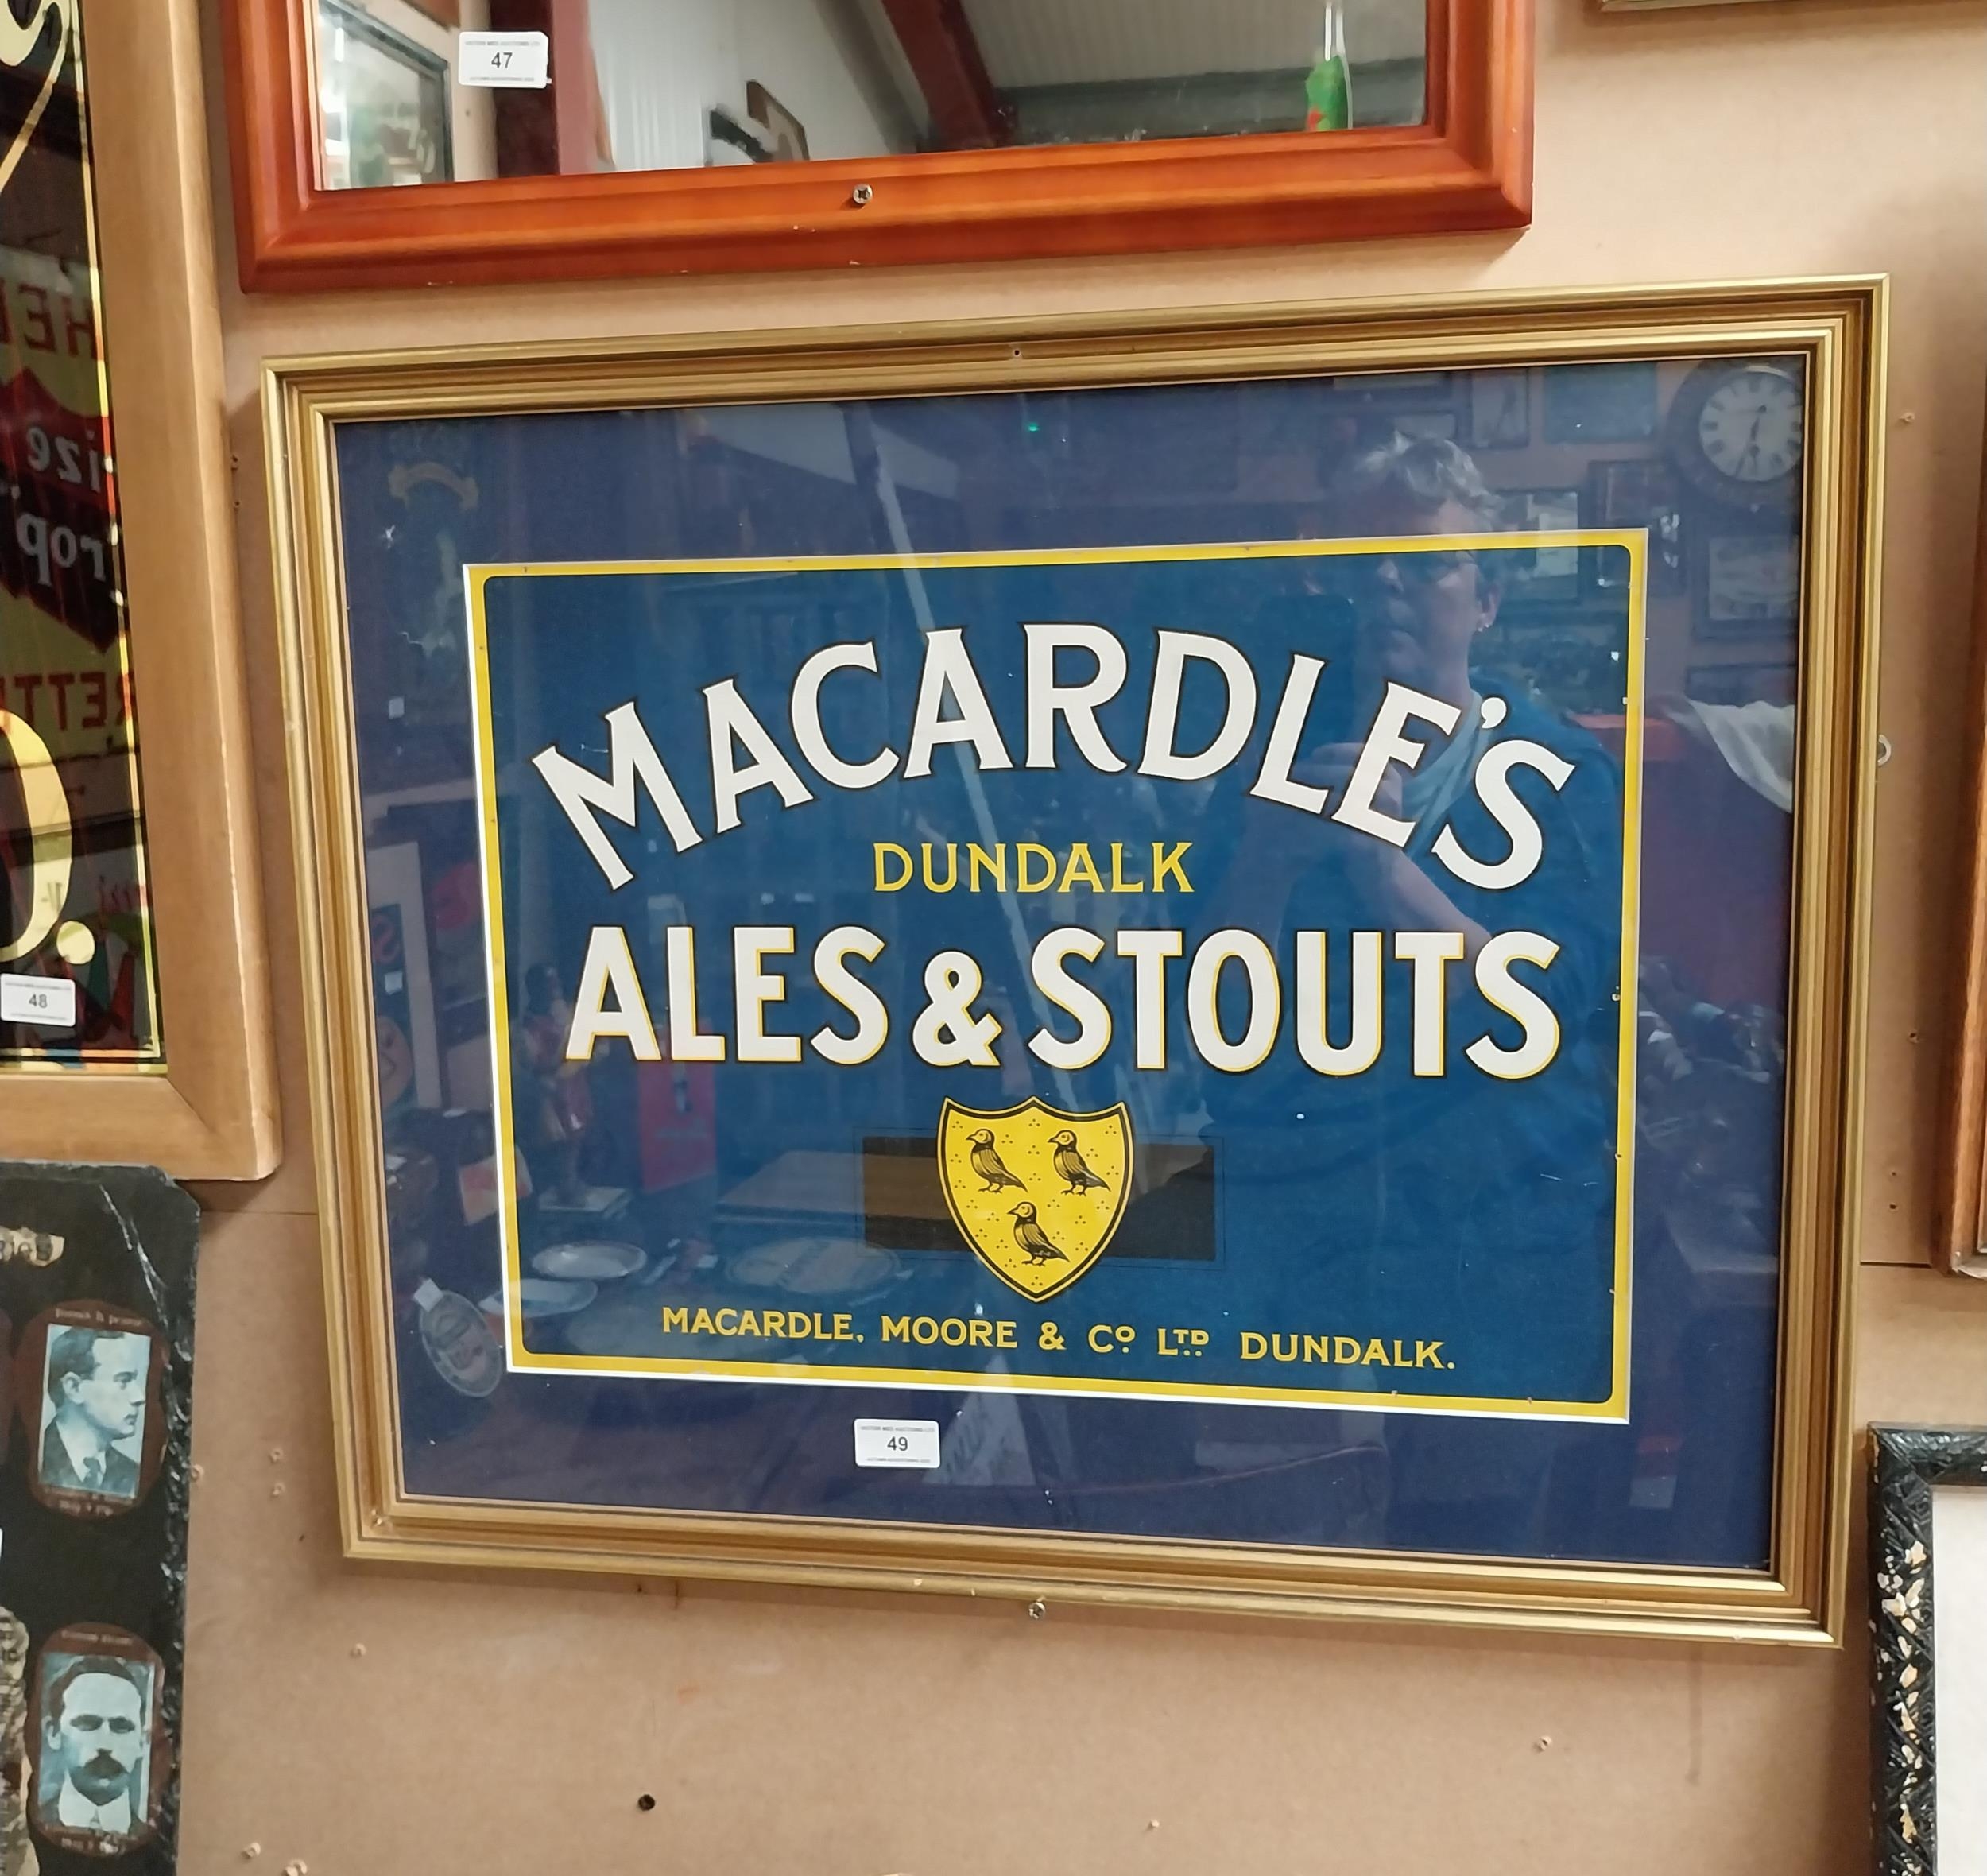 47
MACARDLE'S
DUNDALK
ALES & STOUTS
MACARDLE, MOORE & Cº LTD DUNDALK.
49
48